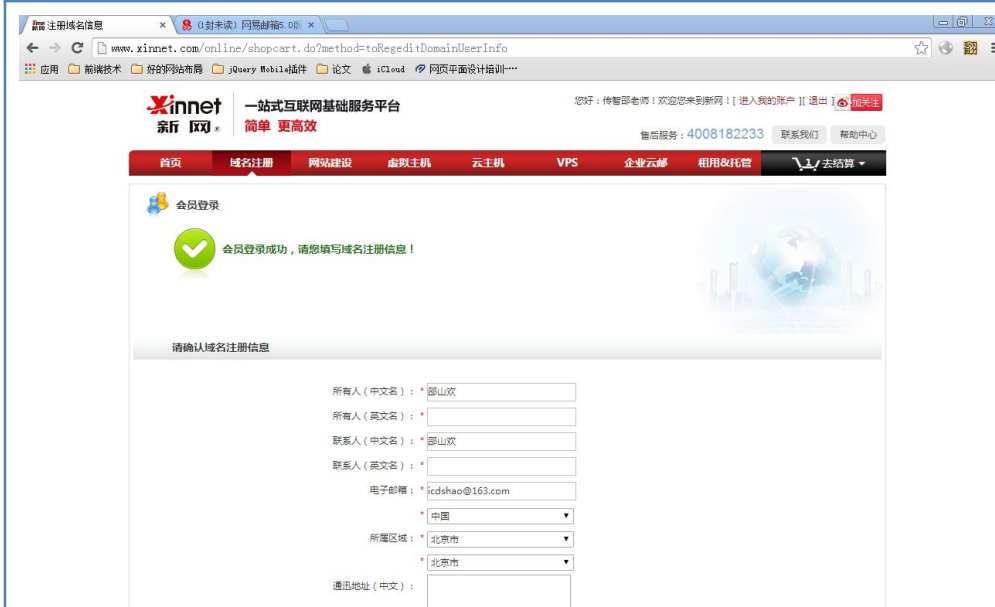 注册域名信息
(1封未读) 网易邮箱5.0版
www.xinnet.com/online/shopcart.do?method=toRegeditDomainUserInfo
应用 前端技术 好的网站布局 jQuery Mobile插件 论文 iCloud 网页平面设计培训…
Xinnet 新网 ®
一站式互联网基础服务平台
简单 更高效
您好：传智邵老师！欢迎您来到新网！[ 进入我的账户 ][ 退出 ] 加关注
售后服务：4008182233 联系我们 帮助中心
首页 域名注册 网站建设 虚拟主机 云主机 VPS 企业云邮 租用&托管 1 去结算
会员登录
会员登录成功，请您填写域名注册信息！
请确认域名注册信息
所有人（中文名）：* 邵山欢
所有人（英文名）：*
联系人（中文名）：* 邵山欢
联系人（英文名）：*
电子邮箱：* icdshao@163.com
* 中国
所属区域：* 北京市
* 北京市
通迅地址（中文）：